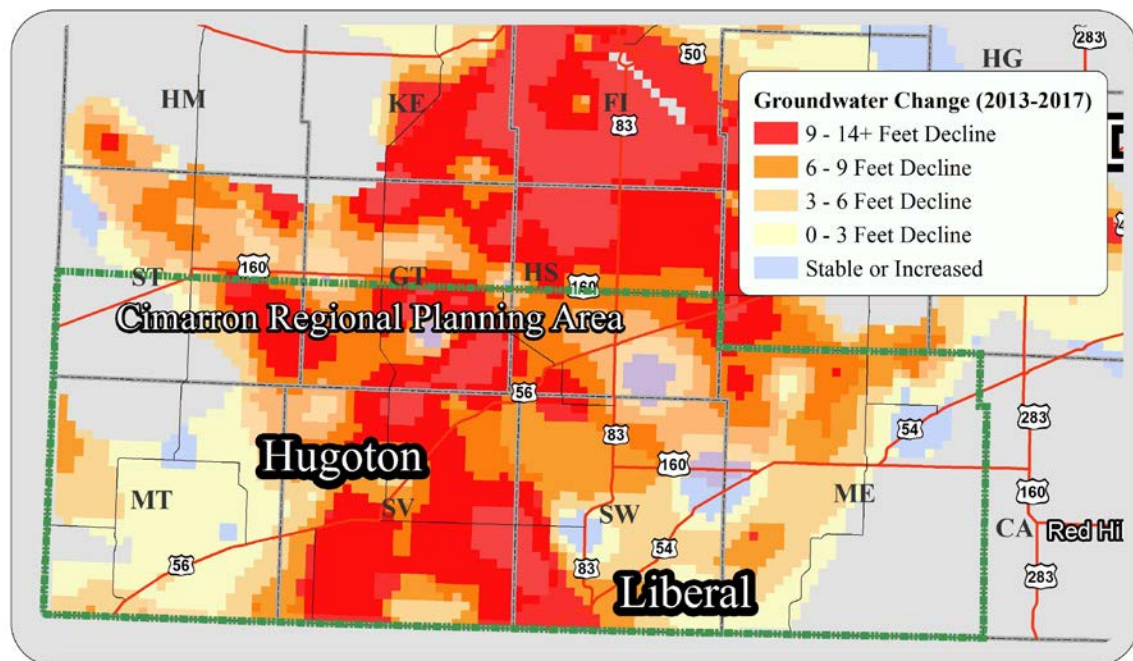 283
HG
50
HM
KE
FI
83
Groundwater Change (2013-2017)
9 - 14+ Feet Decline
6 - 9 Feet Decline
3 - 6 Feet Decline
0 - 3 Feet Decline
Stable or Increased
ST
160
GT
HS
160
Cimarron Regional Planning Area
56
83
54
283
Hugoton
160
MT
SV
SW
ME
160
CA
Red Hi
54
56
83
Liberal
283